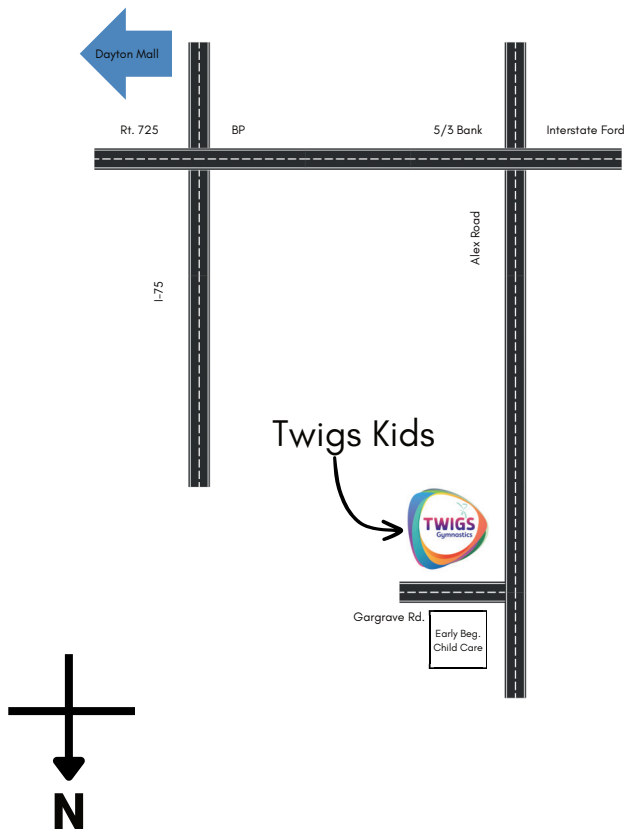 Dayton Mall
Rt. 725
BP
5/3 Bank
Interstate Ford
Alex Road
I-75
Twigs Kids
TWIGS
Gymnastics
Gargrave Rd.
Early Beg.
Child Care
N